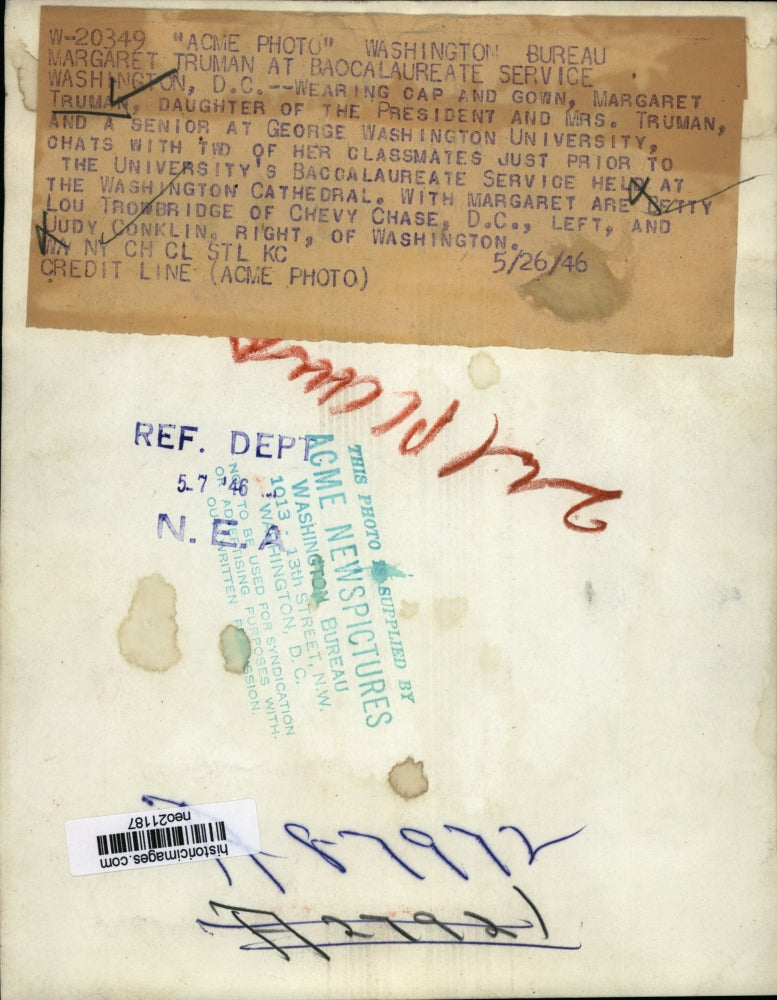 W-20349 "ACME PHOTO" WASHINGTON BUREAU
MARGARET TRUMAN AT BACCALAUREATE SERVICE
WASHINGTON, D.C.--WEARING CAP AND GOWN, MARGARET
TRUMAN, DAUGHTER OF THE PRESIDENT AND MRS. TRUMAN,
AND A SENIOR AT GEORGE WASHINGTON UNIVERSITY,
CHATS WITH TWO OF HER CLASSMATES JUST PRIOR TO
THE UNIVERSITY'S BACCALAUREATE SERVICE HELD AT
THE WASHINGTON CATHEDRAL. WITH MARGARET ARE BETTY
LOU TROWBRIDGE OF CHEVY CHASE, D.C., LEFT, AND
JUDY CONKLIN, RIGHT, OF WASHINGTON.
WA NY CH CL STL KC 5/26/46
CREDIT LINE (ACME PHOTO)
REF. DEPT
5-7 '46
N.E.A.
THIS PHOTO IS SUPPLIED BY
ACME NEWSPICTURES
WASHINGTON BUREAU
1013 - 13th STREET, N.W.
WASHINGTON, D. C.
NOT TO BE USED FOR SYNDICATION
OR ADVERTISING PURPOSES WITH-
OUT WRITTEN PERMISSION.
historicimages.com
neo21187